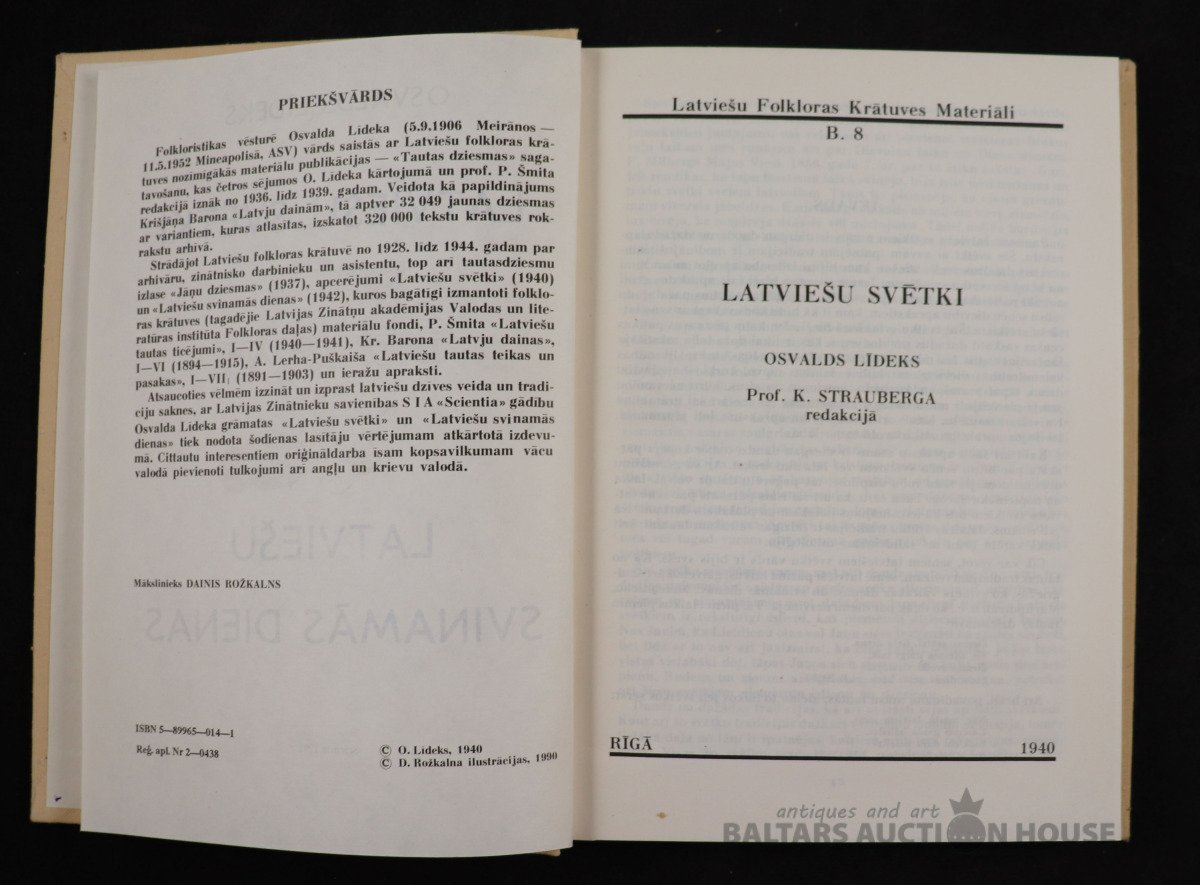 PRIEKŠVĀRDS
Folkloristikas vēsturē Osvalda Līdeka (5.9.1906 Meirānos —
11.5.1952 Mineapolisā, ASV) vārds saistās ar Latviešu folkloras krā-
tuves nozīmīgākās materiālu publikācijas — «Tautas dziesmas» saga-
tavošanu, kas četros sējumos O. Līdeka kārtojumā un prof. P. Šmita
redakcijā iznāk no 1936. līdz 1939. gadam. Veidota kā papildinājums
Krišjāņa Barona «Latvju dainām», tā aptver 32 049 jaunas dziesmas
ar variantiem, kuras atlasītas, izskatot 320 000 tekstu krātuves rok-
rakstu arhīvā.
Strādājot Latviešu folkloras krātuvē no 1928. līdz 1944. gadam par
arhivāru, zinātnisko darbinieku un asistentu, top arī tautasdziesmu
izlase «Jāņu dziesmas» (1937), apcerējumi «Latviešu svētki» (1940)
un «Latviešu svinamās dienas» (1942), kuros bagātīgi izmantoti folklo-
ras krātuves (tagadējie Latvijas Zinātņu akadēmijas Valodas un lite-
ratūras institūta Folkloras daļas) materiālu fondi, P. Šmita «Latviešu
tautas ticējumi», I—IV (1940—1941), Kr. Barona «Latvju dainas»,
I—VI (1894—1915), A. Lerha-Puškaiša «Latviešu tautas teikas un
pasakas», I—VII₁ (1891—1903) un ieražu apraksti.
Atsaucoties vēlmēm izzināt un izprast latviešu dzīves veida un tradī-
ciju saknes, ar Latvijas Zinātnieku savienības S I A «Scientia» gādību
Osvalda Līdeka grāmatas «Latviešu svētki» un «Latviešu svinamās
dienas» tiek nodota šodienas lasītāju vērtējumam atkārtotā izdevu-
mā. Cittautu interesentiem oriģināldarba īsam kopsavilkumam vācu
valodā pievienoti tulkojumi arī angļu un krievu valodā.
Mākslinieks DAINIS ROŽKALNS
ISBN 5—89965—014—1
Reģ. apl. Nr 2—0438
© O. Līdeks, 1940
© D. Rožkalna ilustrācijas, 1990
Latviešu Folkloras Krātuves Materiāli
B. 8
LATVIEŠU SVĒTKI
OSVALDS LĪDEKS
Prof. K. STRAUBERGA
redakcijā
RĪGĀ 1940
antiques and art
BALTARS AUCTION HOUSE